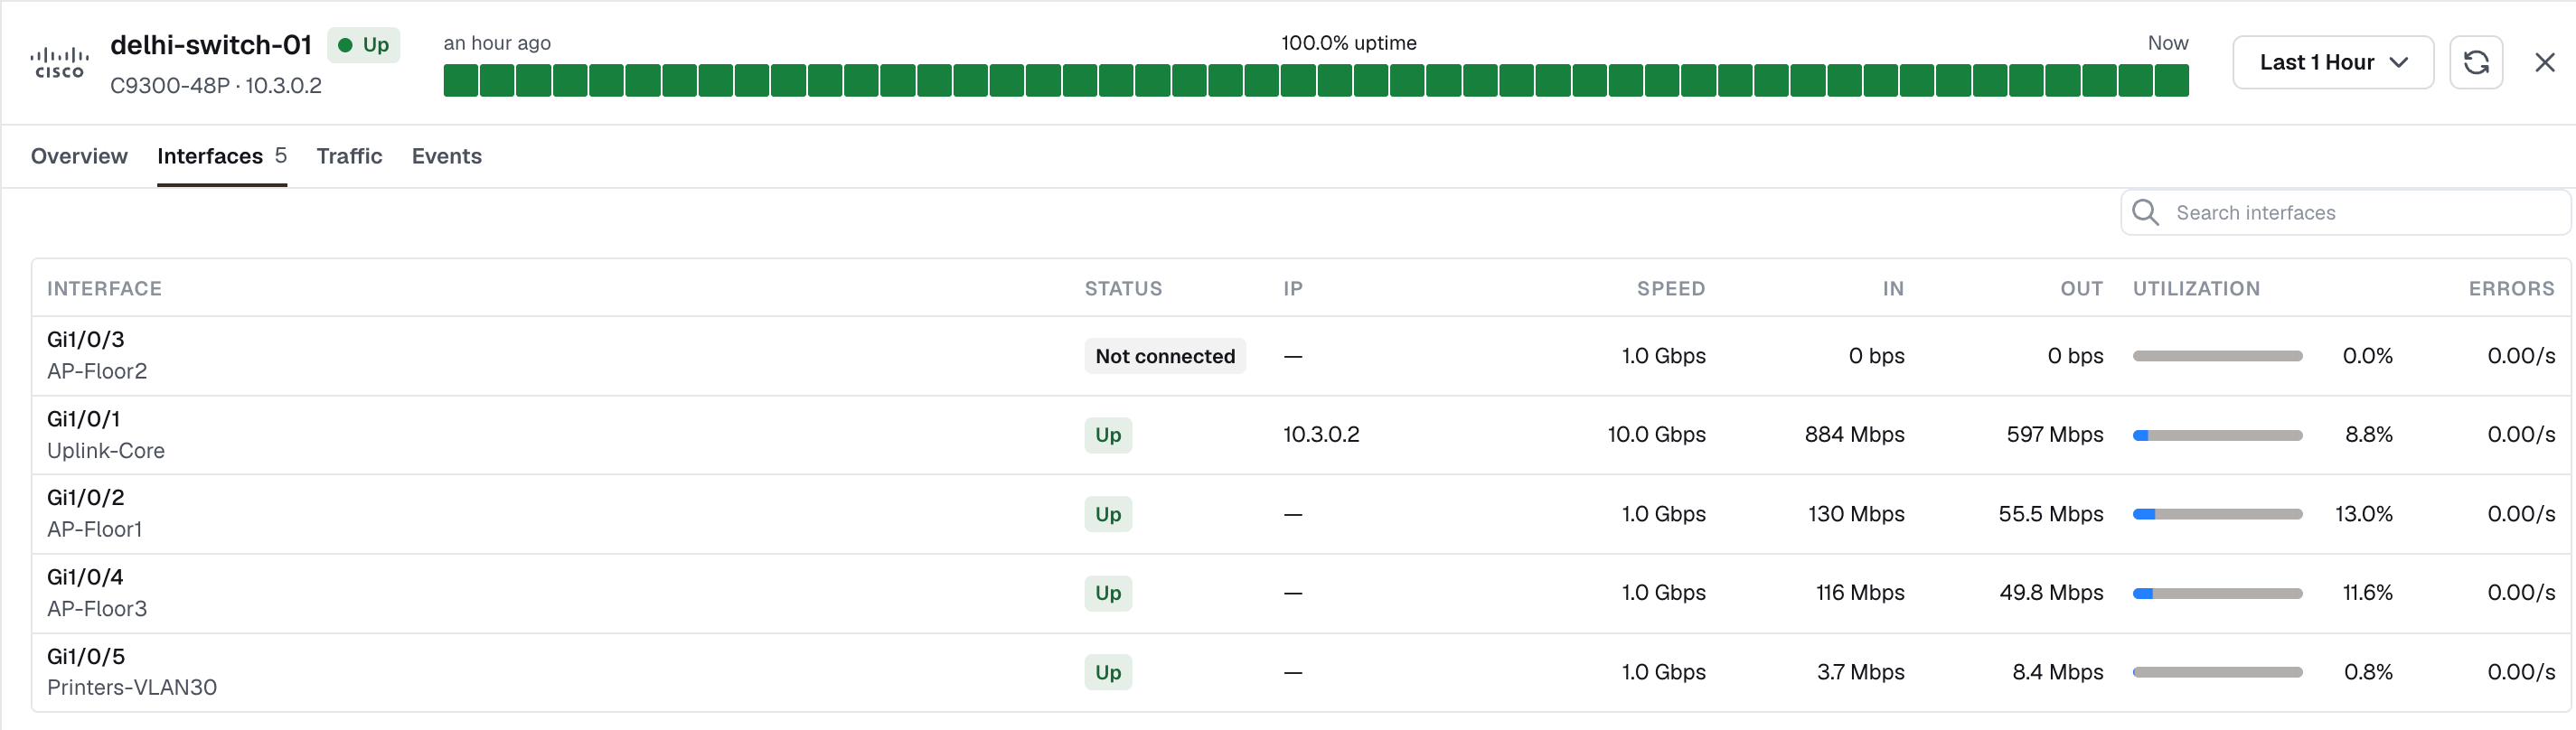 CISCO
delhi-switch-01 Up
C9300-48P · 10.3.0.2
an hour ago 100.0% uptime Now
Last 1 Hour
Overview Interfaces 5 Traffic Events
Search interfaces
INTERFACE STATUS IP SPEED IN OUT UTILIZATION ERRORS
Gi1/0/3
AP-Floor2
Not connected — 1.0 Gbps 0 bps 0 bps 0.0% 0.00/s
Gi1/0/1
Uplink-Core
Up 10.3.0.2 10.0 Gbps 884 Mbps 597 Mbps 8.8% 0.00/s
Gi1/0/2
AP-Floor1
Up — 1.0 Gbps 130 Mbps 55.5 Mbps 13.0% 0.00/s
Gi1/0/4
AP-Floor3
Up — 1.0 Gbps 116 Mbps 49.8 Mbps 11.6% 0.00/s
Gi1/0/5
Printers-VLAN30
Up — 1.0 Gbps 3.7 Mbps 8.4 Mbps 0.8% 0.00/s